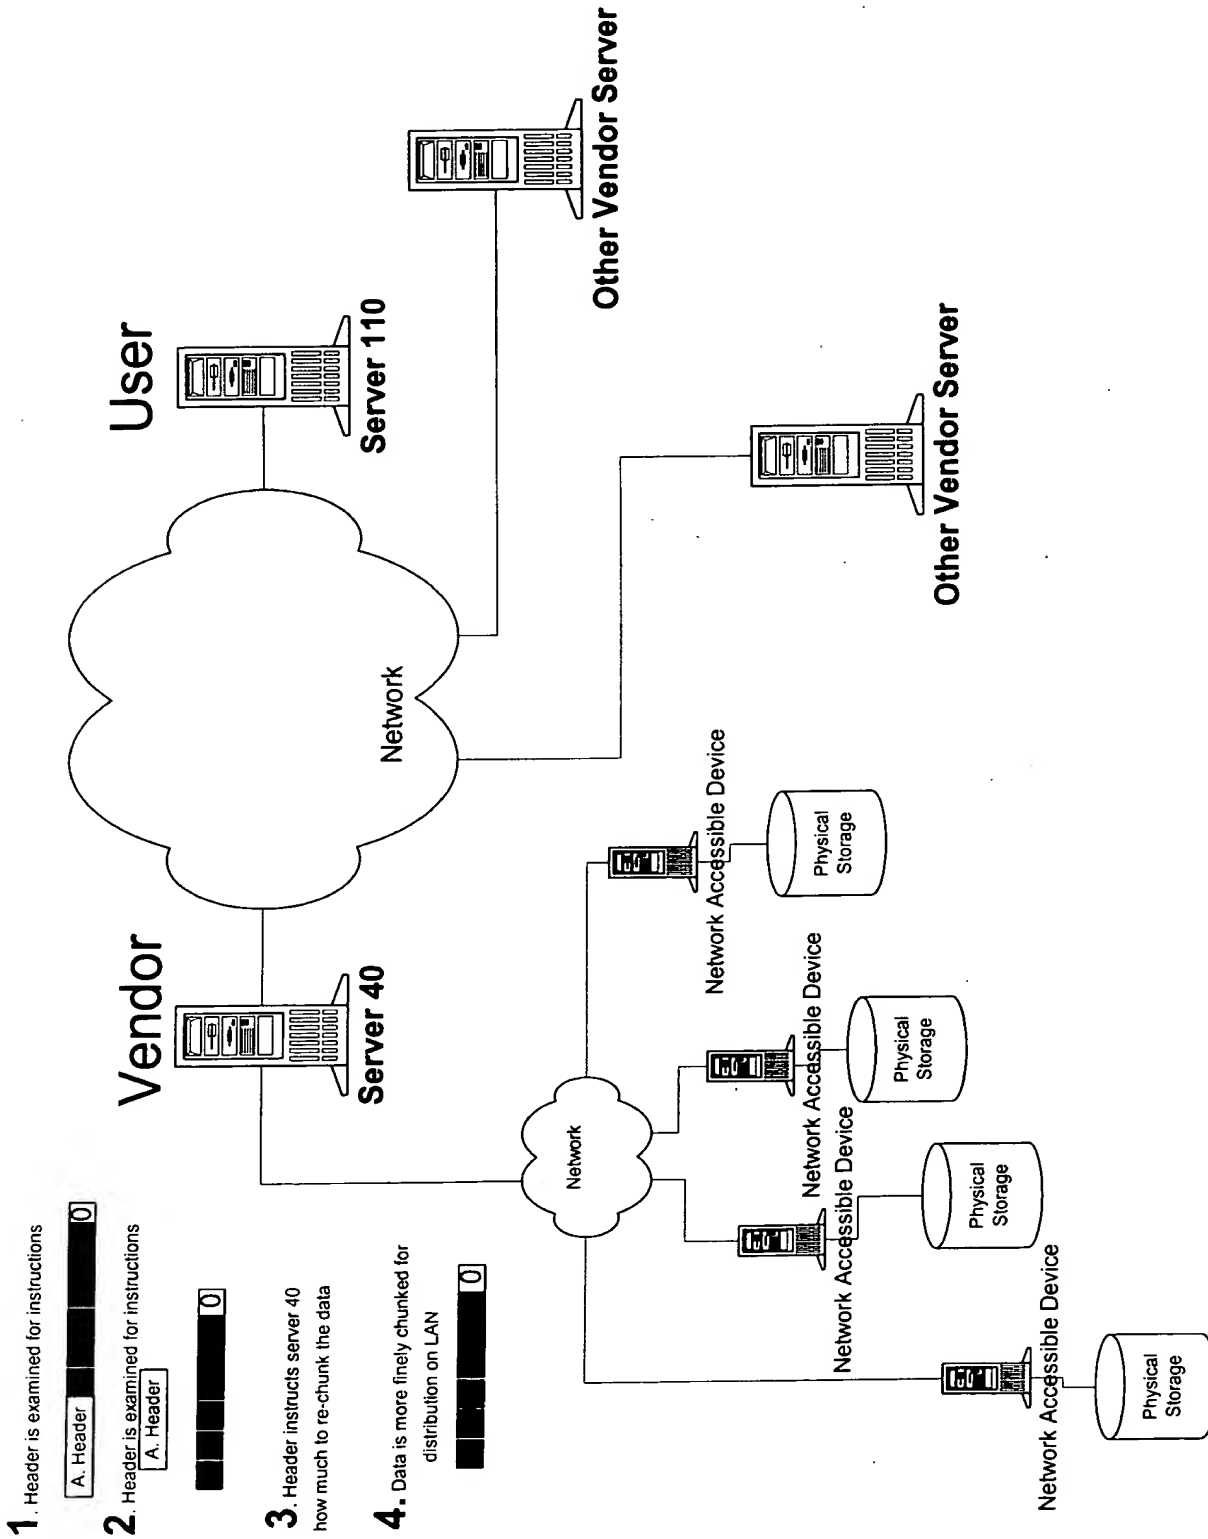 1. Header is examined for instructions
A. Header
0
2. Header is examined for instructions
A. Header
0
3. Header instructs server 40
how much to re-chunk the data
4. Data is more finely chunked for
distribution on LAN
0
Vendor
Server 40
User
Server 110
Network
Other Vendor Server
Other Vendor Server
Network
Network Accessible Device
Physical
Storage
Network Accessible Device
Physical
Storage
Network Accessible Device
Physical
Storage
Network Accessible Device
Physical
Storage